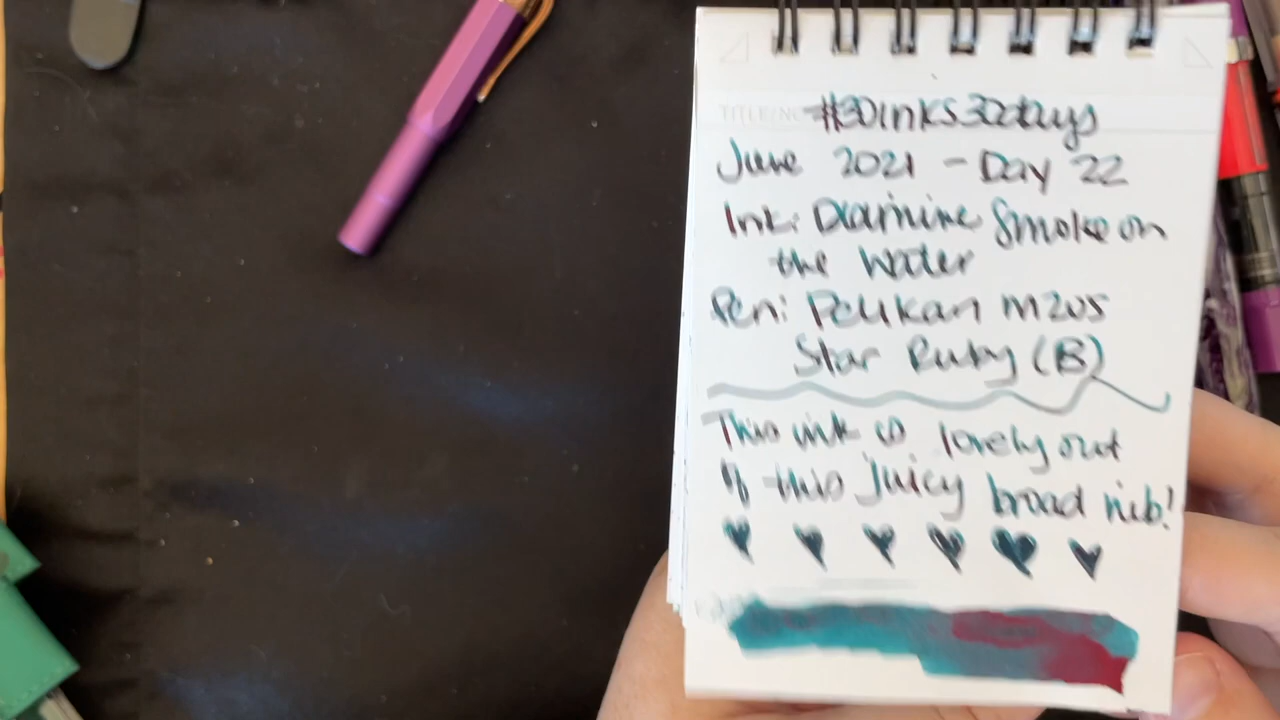 #30inks30days
June 2021 - Day 22
Ink: Diamine Smoke on
the Water
Pen: Pelikan M205
Star Ruby (B)
This ink is lovely out
of this juicy broad nib!